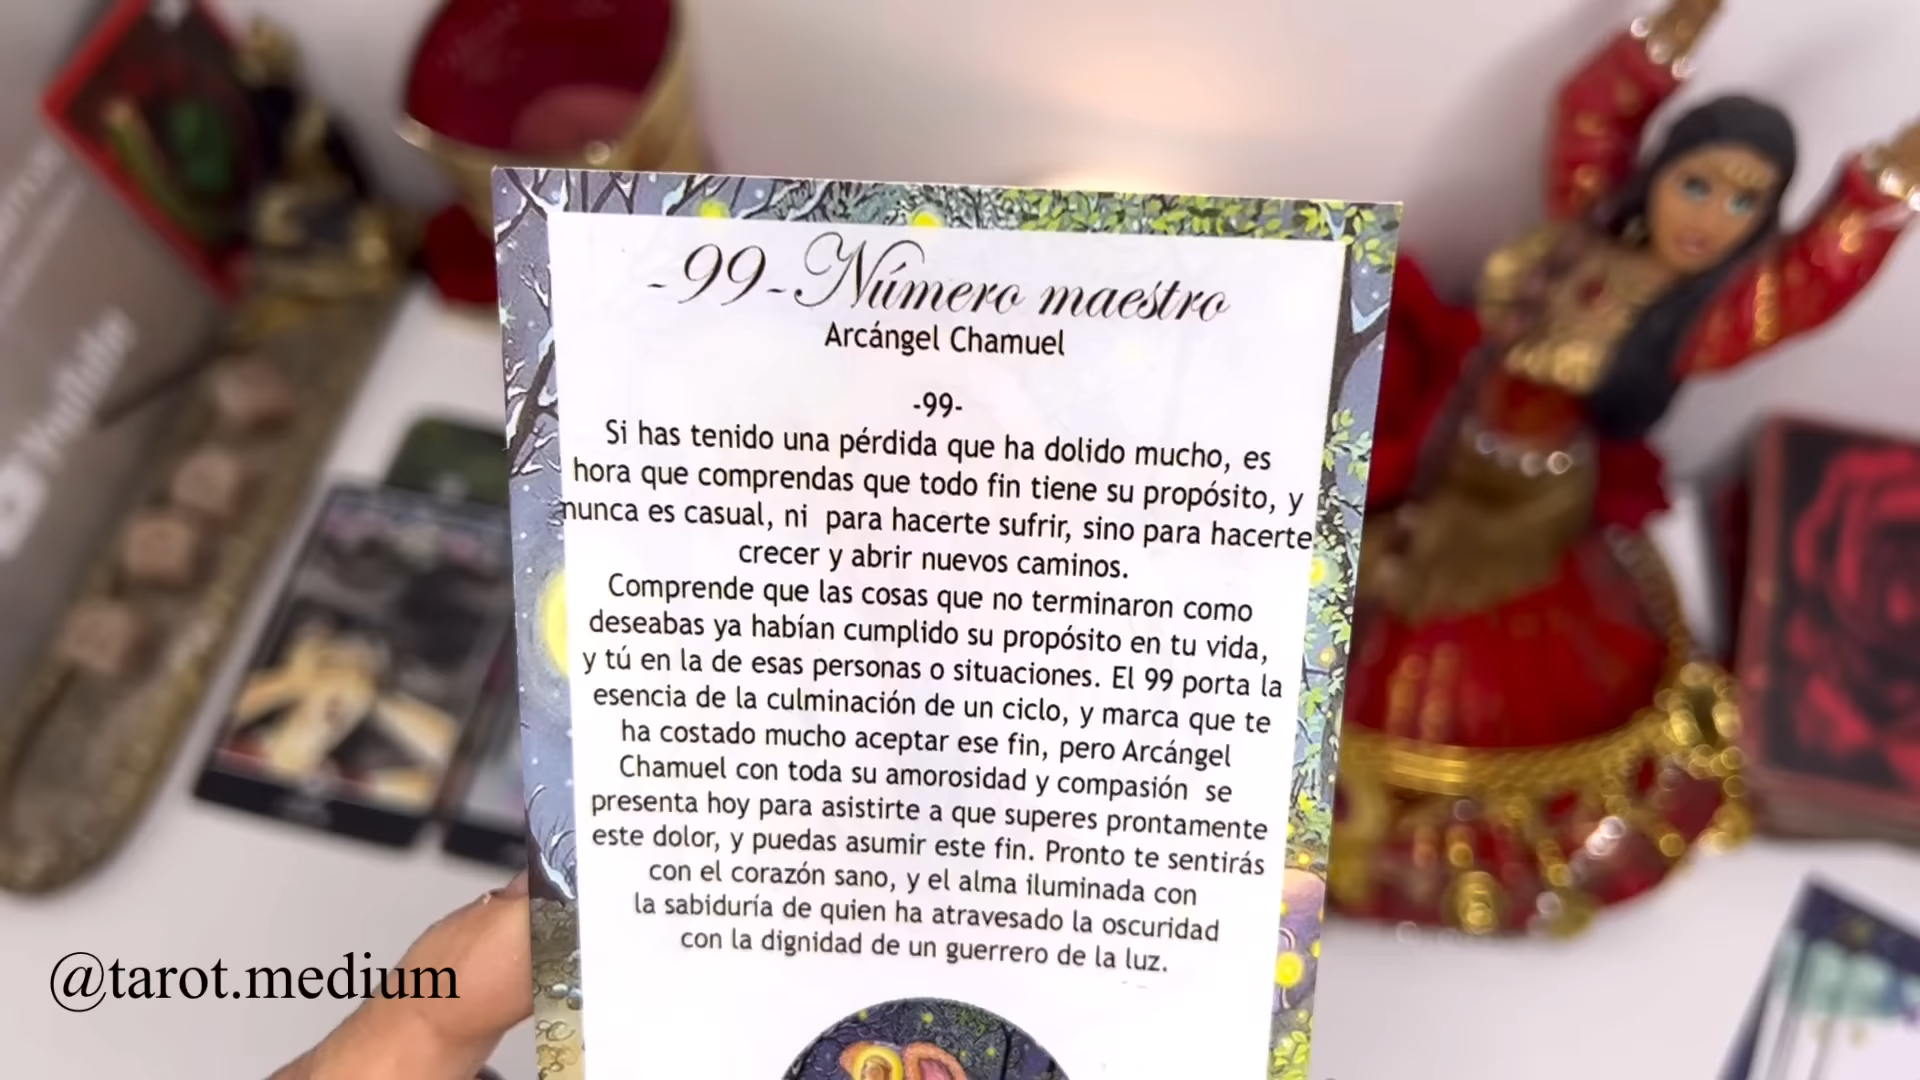 -99-Número maestro
Arcángel Chamuel
-99-
Si has tenido una pérdida que ha dolido mucho, es
hora que comprendas que todo fin tiene su propósito, y
nunca es casual, ni para hacerte sufrir, sino para hacerte
crecer y abrir nuevos caminos.
Comprende que las cosas que no terminaron como
deseabas ya habían cumplido su propósito en tu vida,
y tú en la de esas personas o situaciones. El 99 porta la
esencia de la culminación de un ciclo, y marca que te
ha costado mucho aceptar ese fin, pero Arcángel
Chamuel con toda su amorosidad y compasión se
presenta hoy para asistirte a que superes prontamente
este dolor, y puedas asumir este fin. Pronto te sentirás
con el corazón sano, y el alma iluminada con
la sabiduría de quien ha atravesado la oscuridad
con la dignidad de un guerrero de la luz.
YouTube
@tarot.medium